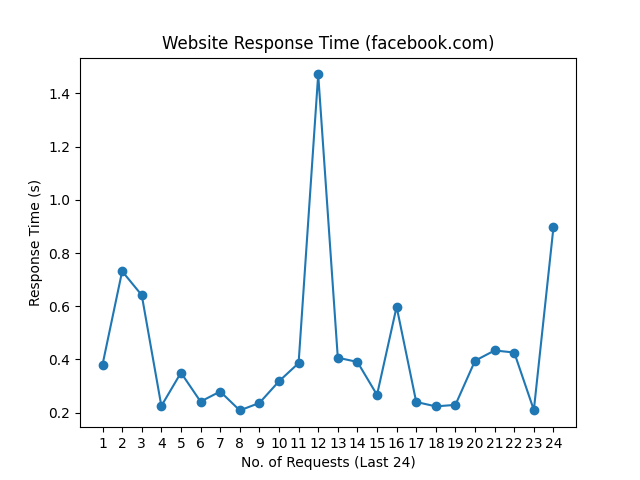 Website Response Time (facebook.com)
1.4
1.2
1.0
0.8
0.6
0.4
0.2
Response Time (s)
1 2 3 4 5 6 7 8 9 10 11 12 13 14 15 16 17 18 19 20 21 22 23 24
No. of Requests (Last 24)